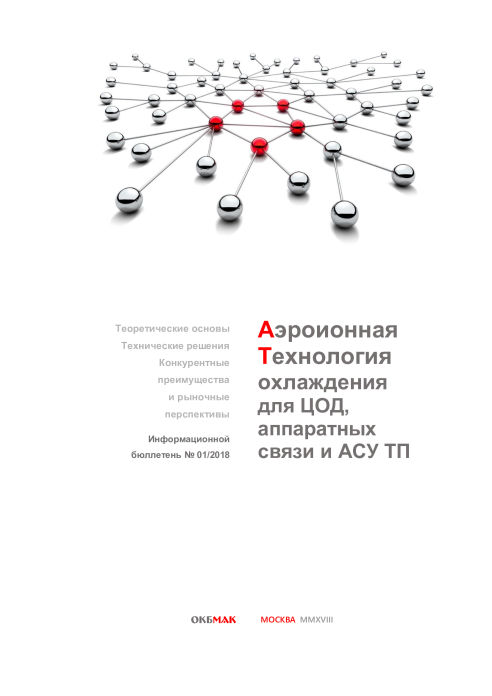 Теоретические основы
Технические решения
Конкурентные
преимущества
и рыночные
перспективы
Информационной
бюллетень № 01/2018
Аэроионная
Технология
охлаждения
для ЦОД,
аппаратных
связи и АСУ ТП
ОКБМАК МОСКВА MMXVIII